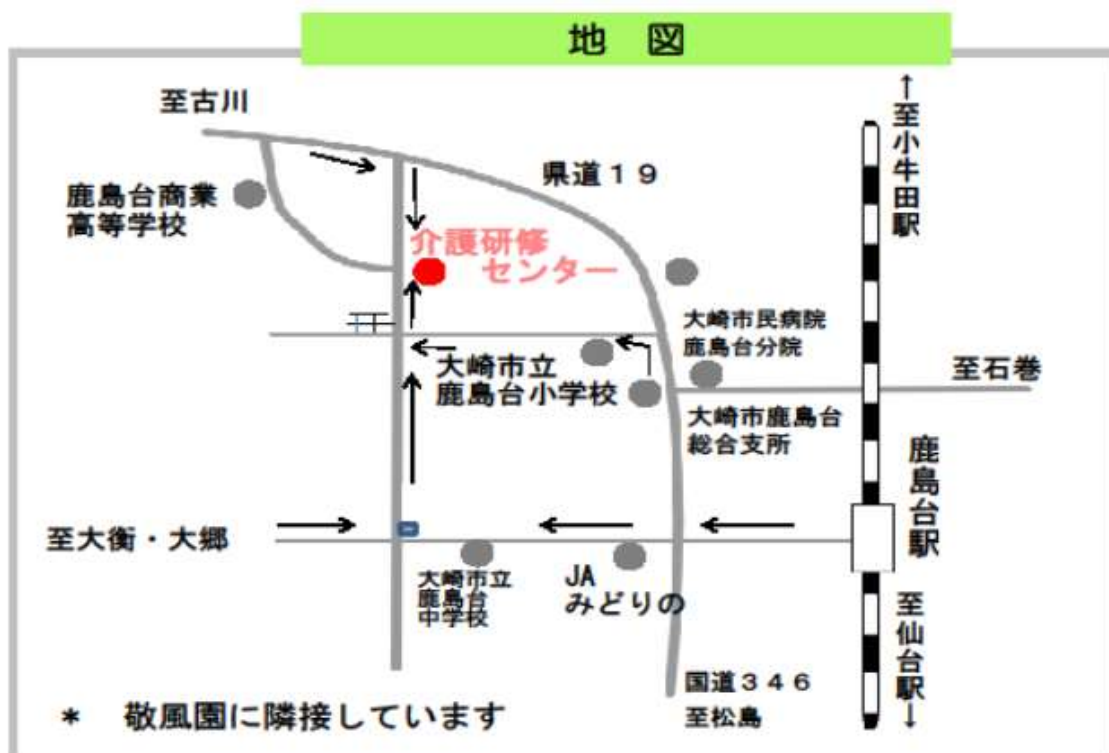 地 図
至古川
↑至小牛田駅
県道19
鹿島台商業
高等学校
介護研修
センター
大崎市民病院
鹿島台分院
大崎市立
鹿島台小学校
至石巻
大崎市鹿島台
総合支所
鹿島台駅
至大衡・大郷
大崎市立
鹿島台
中学校
JA
みどりの
至仙台駅↓
国道346
至松島
* 敬風園に隣接しています